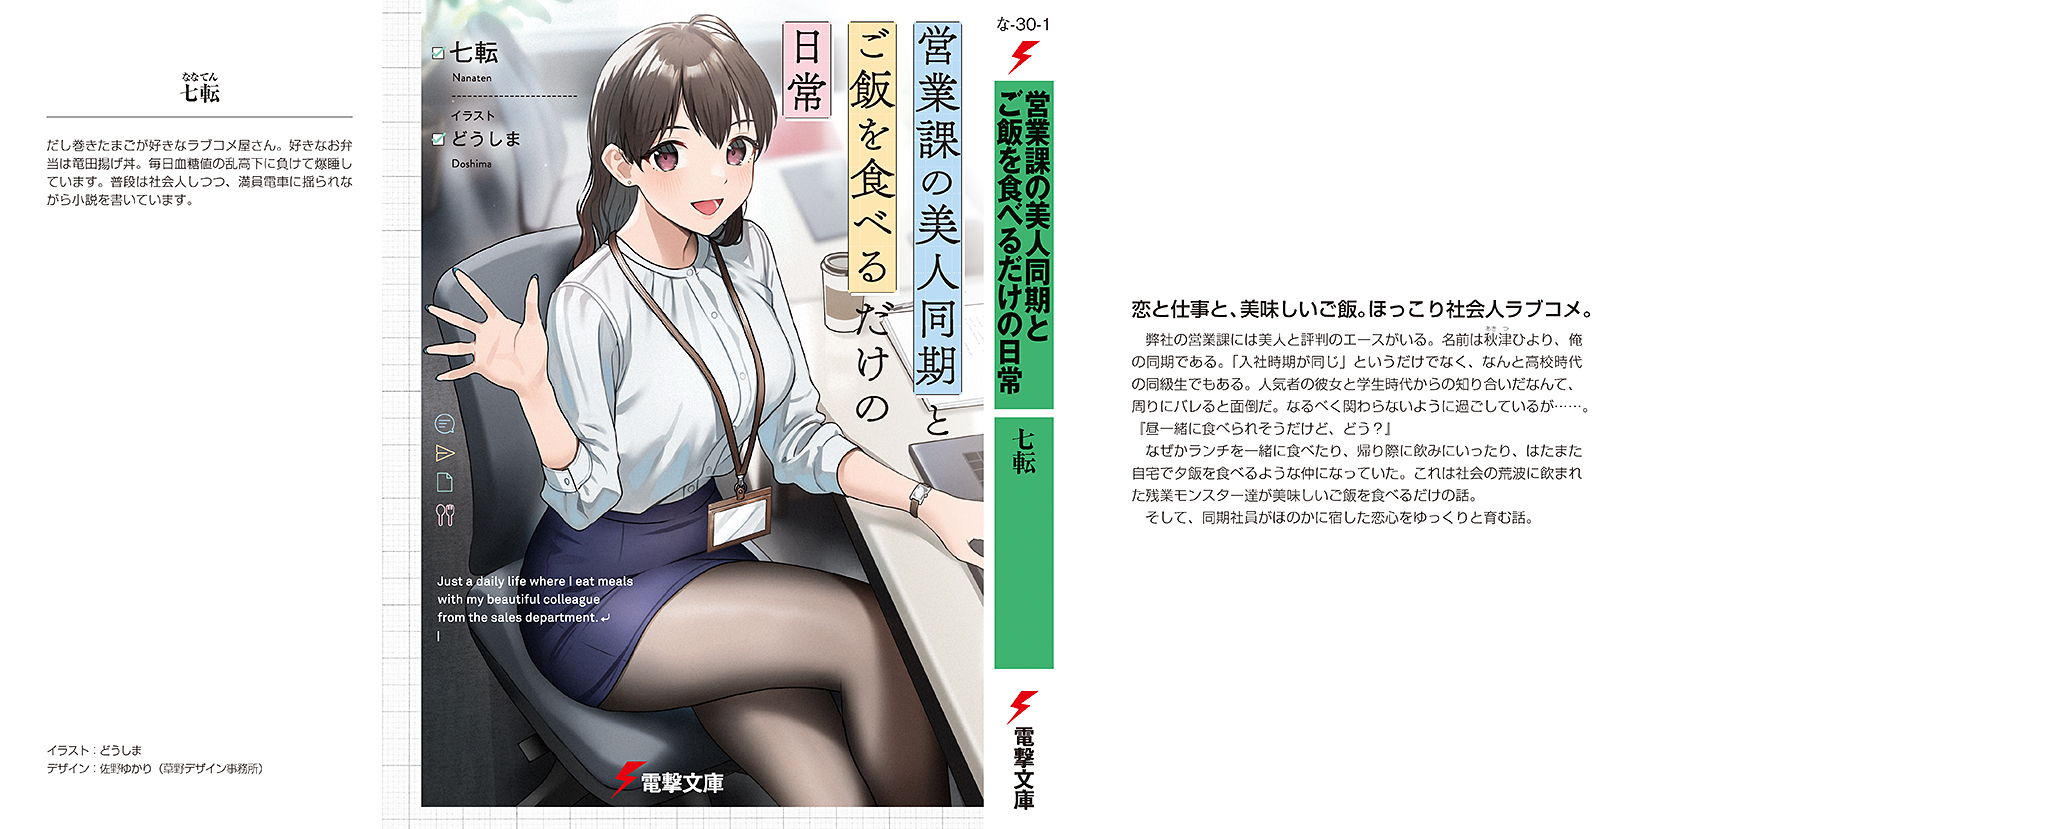 ななてん
七転
だし巻きたまごが好きなラブコメ屋さん。好きなお弁
当は竜田揚げ丼。毎日血糖値の乱高下に負けて爆睡し
ています。普段は社会人しつつ、満員電車に揺られな
がら小説を書いています。
イラスト：どうしま
デザイン：佐野ゆかり（草野デザイン事務所）
営業課の美人同期と
ご飯を食べるだけの
日常
七転
Nanaten
イラスト
どうしま
Doshima
Just a daily life where I eat meals
with my beautiful colleague
from the sales department.
電撃文庫
な-30-1
営業課の美人同期と
ご飯を食べるだけの日常
七転
電撃文庫
恋と仕事と、美味しいご飯。ほっこり社会人ラブコメ。
弊社の営業課には美人と評判のエースがいる。名前は秋津ひより、俺
あきつ
の同期である。「入社時期が同じ」というだけでなく、なんと高校時代
の同級生でもある。人気者の彼女と学生時代からの知り合いだなんて、
周りにバレると面倒だ。なるべく関わらないように過ごしているが……。
『昼一緒に食べられそうだけど、どう？』
なぜかランチを一緒に食べたり、帰り際に飲みにいったり、はたまた
自宅で夕飯を食べるような仲になっていた。これは社会の荒波に飲まれ
た残業モンスター達が美味しいご飯を食べるだけの話。
そして、同期社員がほのかに宿した恋心をゆっくりと育む話。